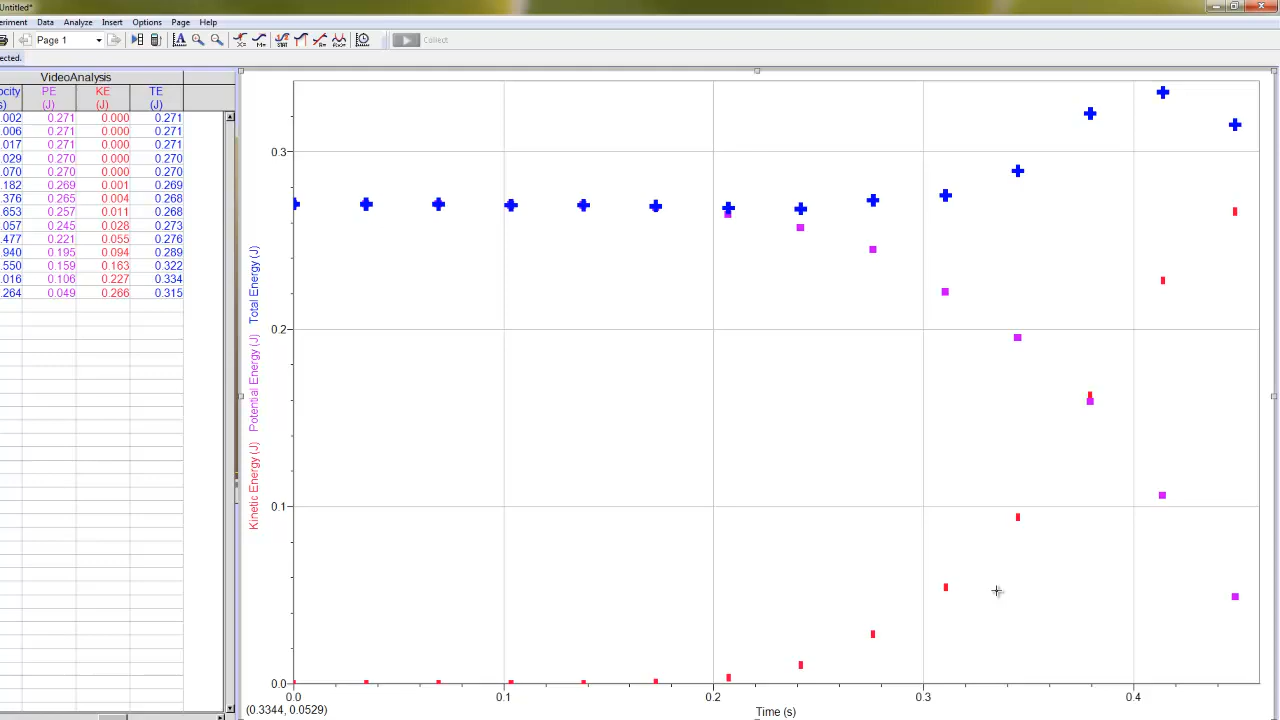 Untitled*
eriment Data Analyze Insert Options Page Help
Page 1 Collect
ected.
VideoAnalysis
ocity PE KE TE
s) (J) (J) (J)
.002 0.271 0.000 0.271
.006 0.271 0.000 0.271
.017 0.271 0.000 0.271
.029 0.270 0.000 0.270
.070 0.270 0.000 0.270
.182 0.269 0.001 0.269
.376 0.265 0.004 0.268
.653 0.257 0.011 0.268
.057 0.245 0.028 0.273
.477 0.221 0.055 0.276
.940 0.195 0.094 0.289
.550 0.159 0.163 0.322
.016 0.106 0.227 0.334
.264 0.049 0.266 0.315
Kinetic Energy (J) Potential Energy (J) Total Energy (J)
0.3
0.2
0.1
0.0
0.0 0.1 0.2 0.3 0.4
(0.3344, 0.0529)
Time (s)